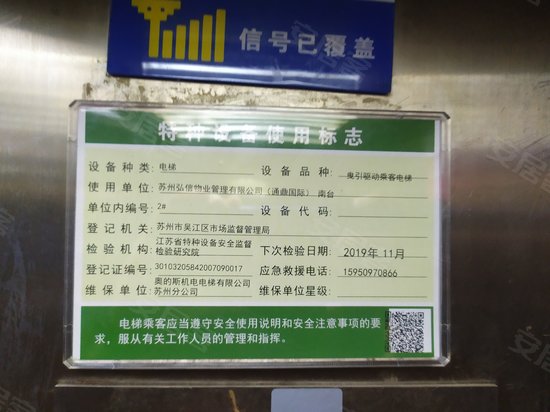 信号已覆盖
特种设备使用标志
设备种类: 电梯 设备品种: 曳引驱动乘客电梯
使用单位: 苏州弘信物业管理有限公司（通鼎国际）南台
单位内编号: 2# 设备代码:
登记机关: 苏州市吴江区市场监督管理局
检验机构: 江苏省特种设备安全监督检验研究院 下次检验日期: 2019年11月
登记证编号: 30103205842007090017 应急救援电话: 15950970866
维保单位: 奥的斯机电电梯有限公司苏州分公司 维保单位星级:
电梯乘客应当遵守安全使用说明和安全注意事项的要
求，服从有关工作人员的管理和指挥。